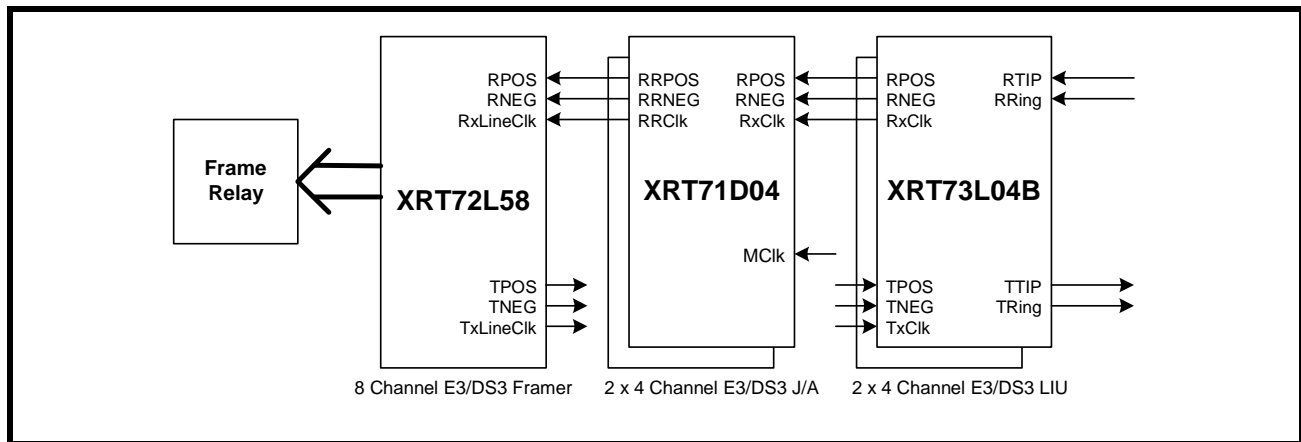 Frame
Relay
RPOS
RNEG
RxLineClk
XRT72L58
TPOS
TNEG
TxLineClk
8 Channel E3/DS3 Framer
RRPOS
RRNEG
RRClk
RPOS
RNEG
RxClk
XRT71D04
MClk
2 x 4 Channel E3/DS3 J/A
RPOS
RNEG
RxClk
RTIP
RRing
XRT73L04B
TPOS
TNEG
TxClk
TTIP
TRing
2 x 4 Channel E3/DS3 LIU